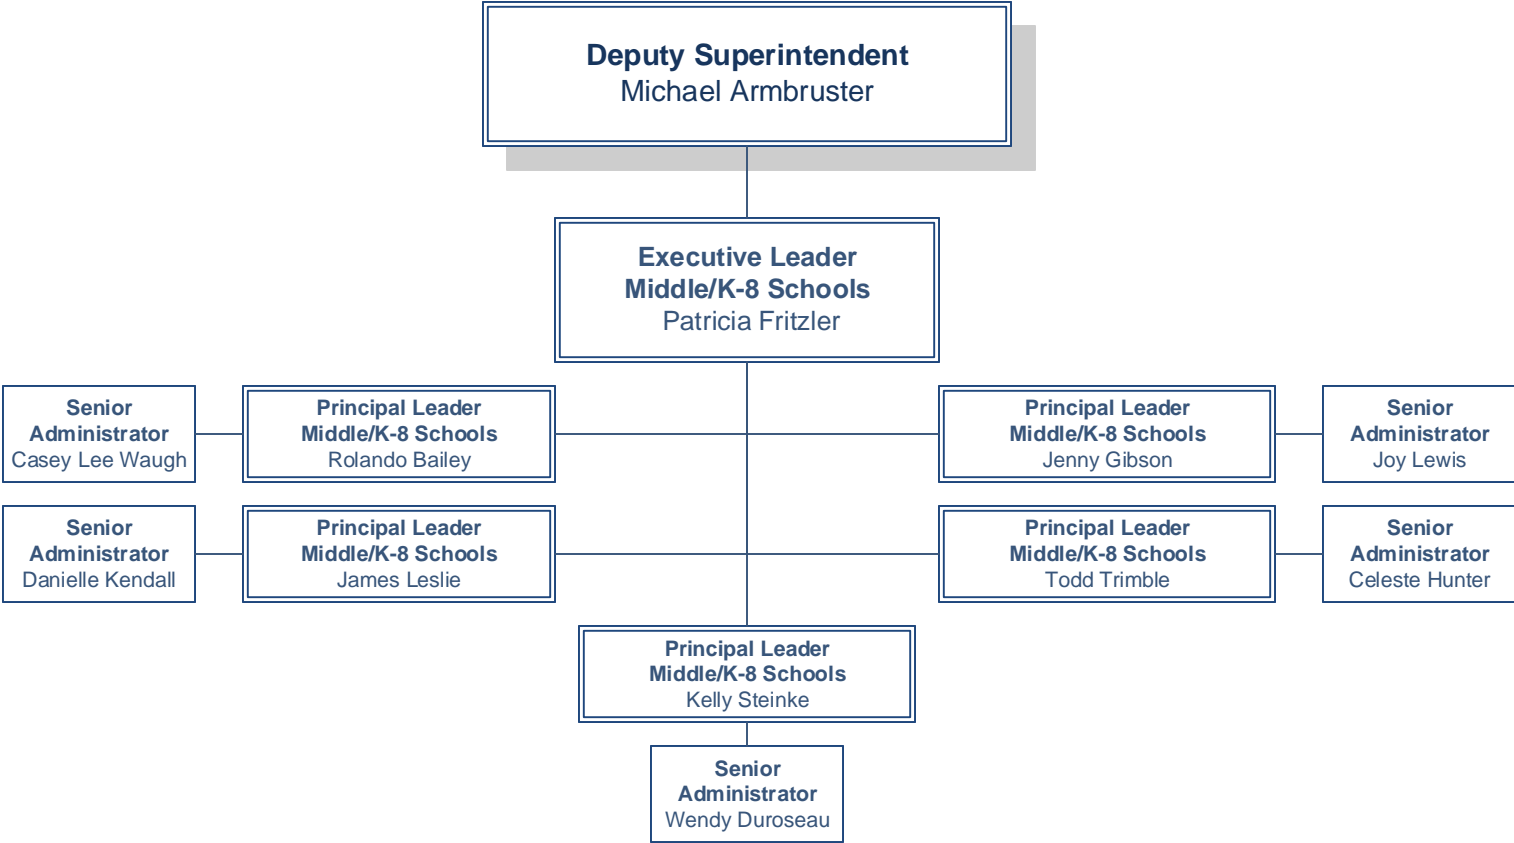 Deputy Superintendent
Michael Armbruster
Executive Leader
Middle/K-8 Schools
Patricia Fritzler
Senior
Administrator
Casey Lee Waugh
Principal Leader
Middle/K-8 Schools
Rolando Bailey
Principal Leader
Middle/K-8 Schools
Jenny Gibson
Senior
Administrator
Joy Lewis
Senior
Administrator
Danielle Kendall
Principal Leader
Middle/K-8 Schools
James Leslie
Principal Leader
Middle/K-8 Schools
Todd Trimble
Senior
Administrator
Celeste Hunter
Principal Leader
Middle/K-8 Schools
Kelly Steinke
Senior
Administrator
Wendy Duroseau